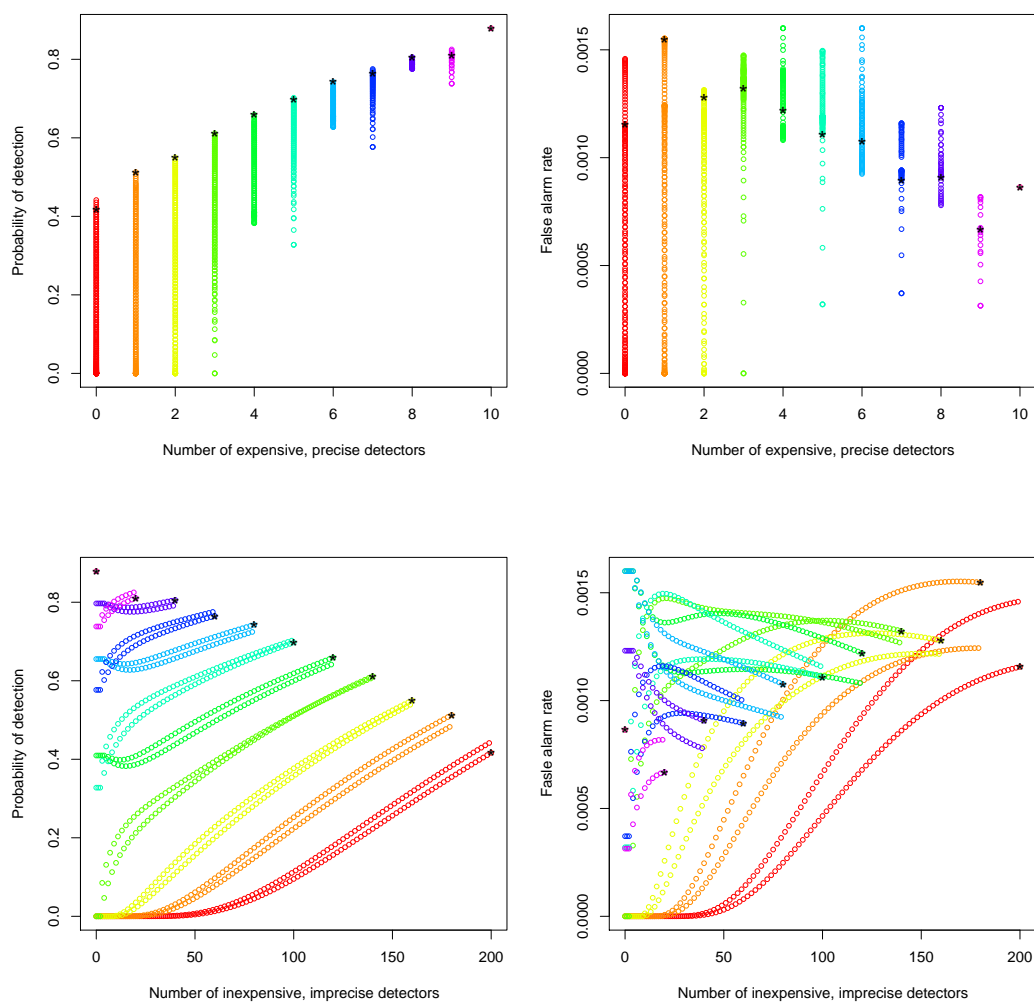 Probability of detection
0.0 0.2 0.4 0.6 0.8
0 2 4 6 8 10
Number of expensive, precise detectors
False alarm rate
0.0000 0.0005 0.0010 0.0015
0 2 4 6 8 10
Number of expensive, precise detectors
Probability of detection
0.0 0.2 0.4 0.6 0.8
0 50 100 150 200
Number of inexpensive, imprecise detectors
Fasle alarm rate
0.0000 0.0005 0.0010 0.0015
0 50 100 150 200
Number of inexpensive, imprecise detectors